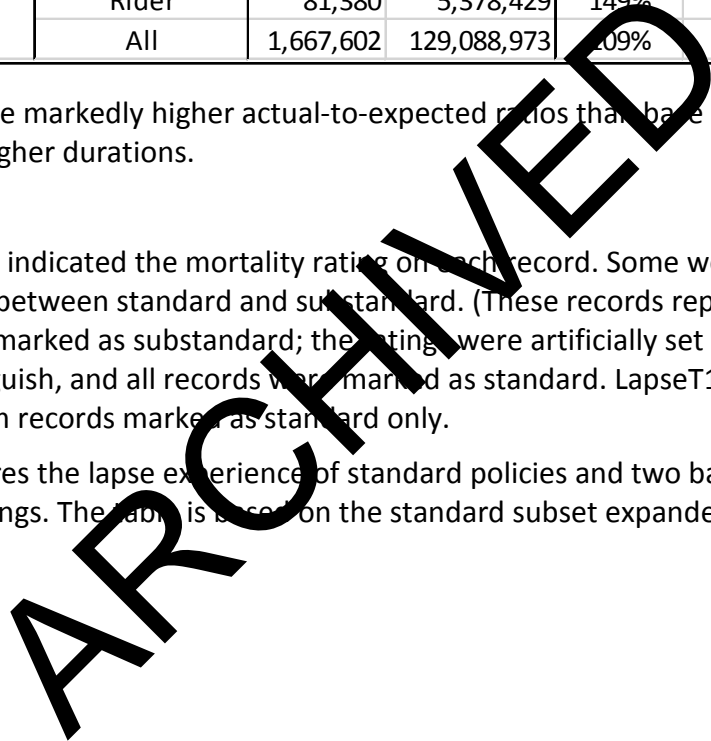 Rider 81,380 5,378,429 149%
All 1,667,602 129,088,973 109%
e markedly higher actual-to-expected ratios than base
gher durations.
indicated the mortality rating on each record. Some we
between standard and substandard. (These records rep
marked as substandard; the ratings were artificially set
uish, and all records were marked as standard. LapseT1
n records marked as standard only.
res the lapse experience of standard policies and two ba
ngs. The table is based on the standard subset expande
ARCHIVED